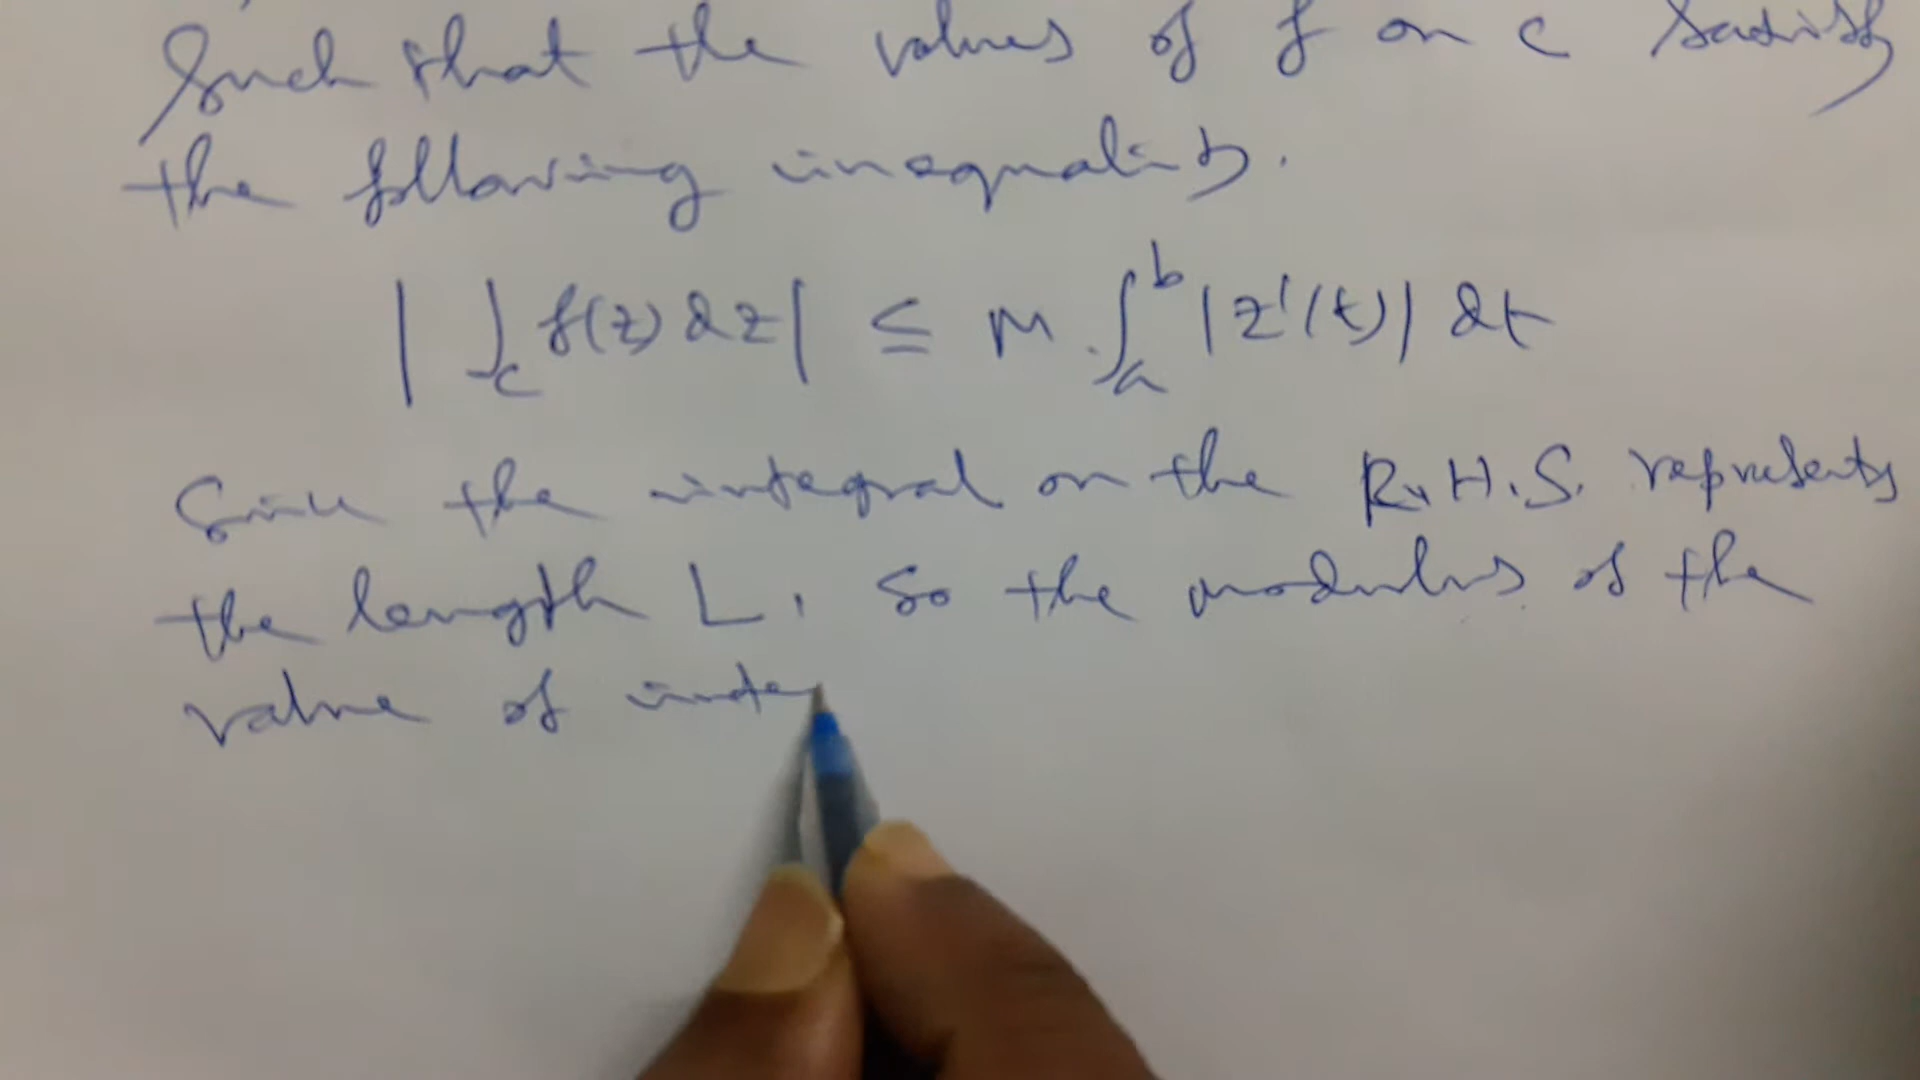 Such that the values of f on c satisfy
the following inequality.
| ∫_c f(z) dz | ≤ M . ∫_a^b |z'(t)| dt
Since the integral on the R.H.S. represents
the length L, So the modulus of the
value of integ